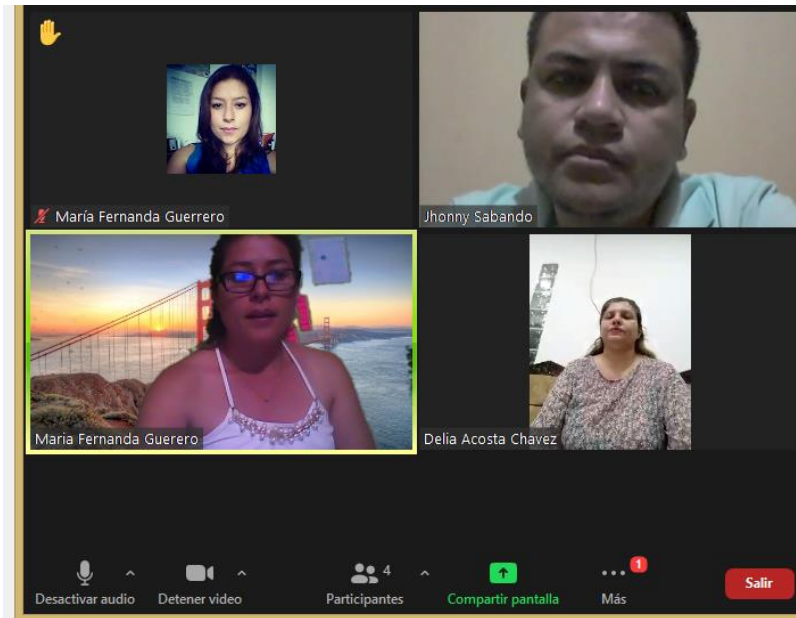 María Fernanda Guerrero
Jhonny Sabando
Maria Fernanda Guerero
Delia Acosta Chavez
4
1
Desactivar audio
Detener video
Participantes
Compartir pantalla
Más
Salir